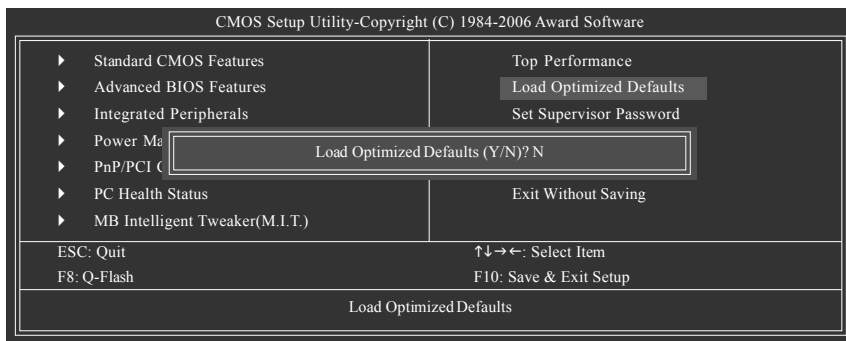 CMOS Setup Utility-Copyright (C) 1984-2006 Award Software
Standard CMOS Features
Advanced BIOS Features
Integrated Peripherals
Power Ma
PnP/PCI
PC Health Status
MB Intelligent Tweaker(M.I.T.)
Top Performance
Load Optimized Defaults
Set Supervisor Password
Exit Without Saving
Load Optimized Defaults (Y/N)? N
ESC: Quit
↑↓→←: Select Item
F8: Q-Flash
F10: Save & Exit Setup
Load Optimized Defaults